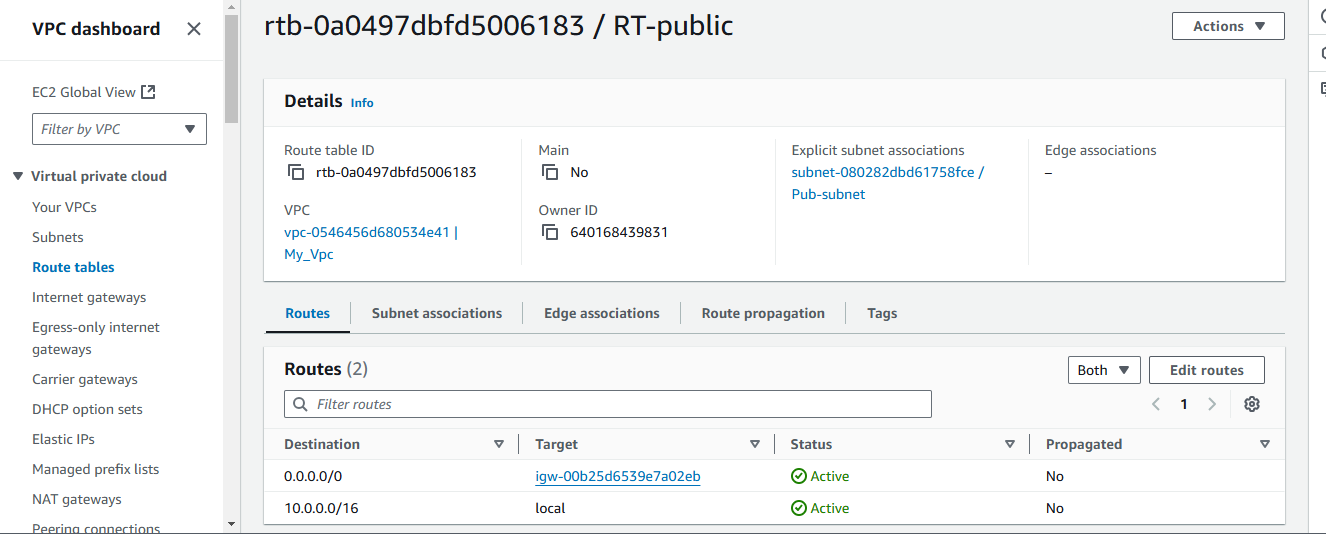 VPC dashboard
EC2 Global View
Filter by VPC
Virtual private cloud
Your VPCs
Subnets
Route tables
Internet gateways
Egress-only internet
gateways
Carrier gateways
DHCP option sets
Elastic IPs
Managed prefix lists
NAT gateways
Peering connections
rtb-0a0497dbfd5006183 / RT-public
Actions
Details Info
Route table ID
rtb-0a0497dbfd5006183
Main
No
Explicit subnet associations
subnet-080282dbd61758fce /
Pub-subnet
Edge associations
–
VPC
vpc-0546456d680534e41 |
My_Vpc
Owner ID
640168439831
Routes
Subnet associations
Edge associations
Route propagation
Tags
Routes (2)
Both
Edit routes
Filter routes
1
Destination Target Status Propagated
0.0.0.0/0 igw-00b25d6539e7a02eb Active No
10.0.0.0/16 local Active No